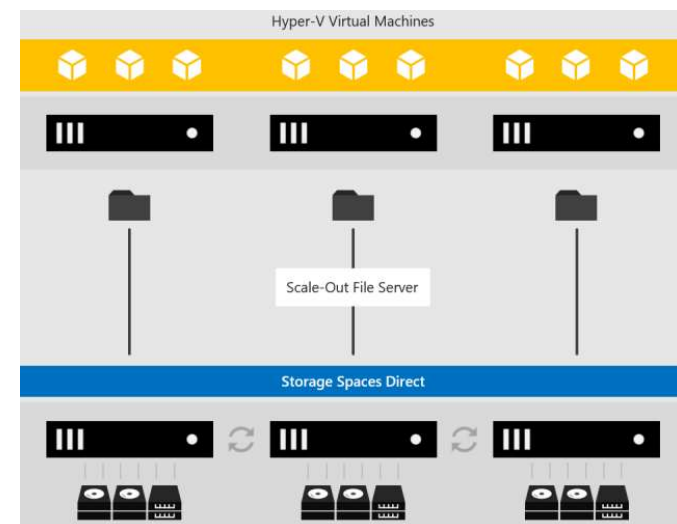 Hyper-V Virtual Machines
Scale-Out File Server
Storage Spaces Direct